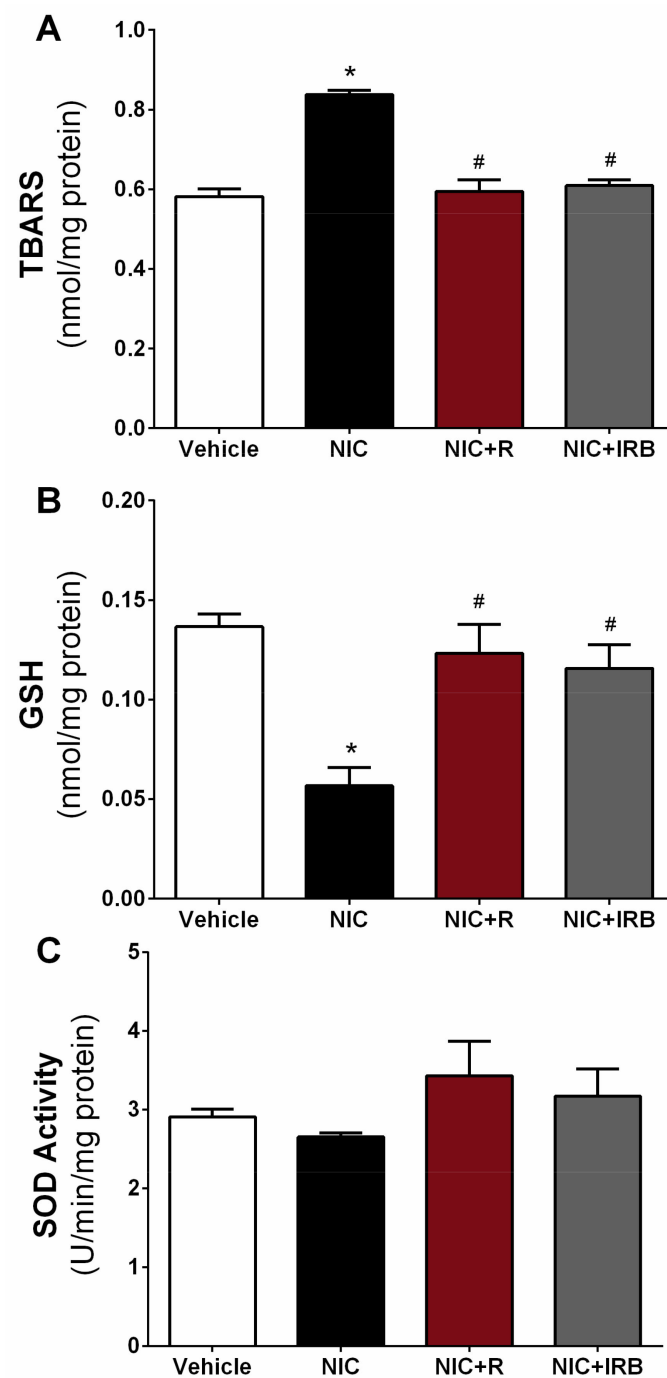 A
TBARS
(nmol/mg protein)
1.0
0.8
0.6
0.4
0.2
0.0
*
#
#
Vehicle NIC NIC+R NIC+IRB
B
GSH
(nmol/mg protein)
0.20
0.15
0.10
0.05
0.00
*
#
#
Vehicle NIC NIC+R NIC+IRB
C
SOD Activity
(U/min/mg protein)
5
4
3
2
1
0
Vehicle NIC NIC+R NIC+IRB